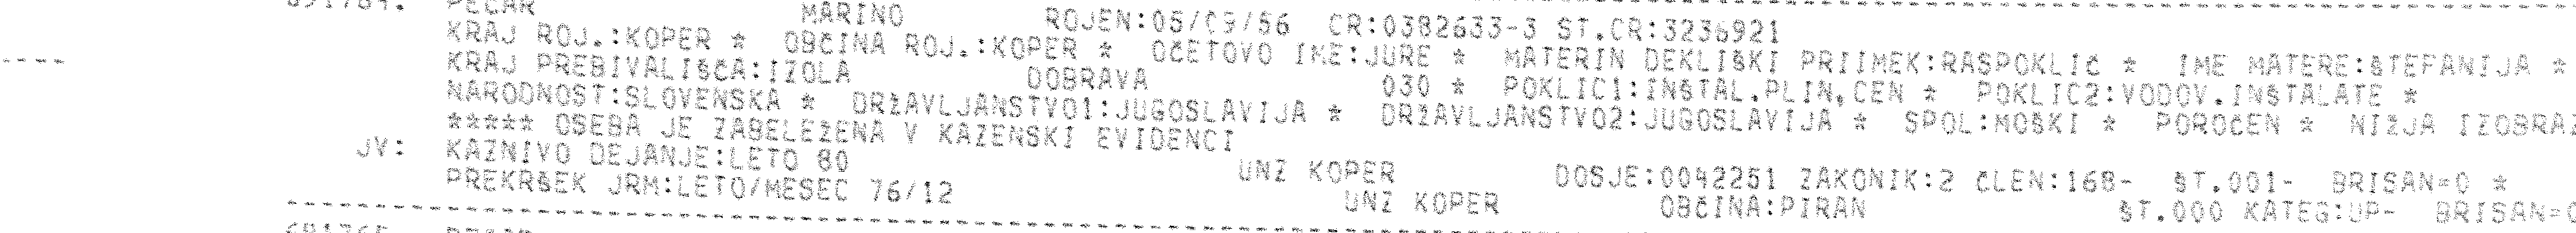 PEČAR MARINO ROJEN:05/09/56 CR:0382633-3 ŠT.CR:3236921
KRAJ ROJ.:KOPER * OBČINA ROJ.:KOPER * OČETOVO IME:JURE * MATERIN DEKLIŠKI PRIIMEK:RASPOKLIČ * IME MATERE:ŠTEFANIJA *
KRAJ PREBIVALIŠČA:IZOLA DOBRAVA 030 * POKLIC1:INŠTAL.PLIN,CEN * POKLIC2:VODOV.INŠTALATE *
NARODNOST:SLOVENSKA * DRŽAVLJANSTVO1:JUGOSLAVIJA * DRŽAVLJANSTVO2:JUGOSLAVIJA * SPOL:MOŠKI * POROČEN * NIŽJA IZOBRAZ
***** OSEBA JE ZABELEŽENA V KAZENSKI EVIDENCI
JV: KAZNIVO DEJANJE:LETO 80 UNZ KOPER DOSJE:0042251 ZAKONIK:2 ČLEN:168- ŠT.001- BRISAN=0 *
PREKRŠEK JRM:LETO/MESEC 76/12 UNZ KOPER OBČINA:PIRAN ŠT.000 KATEG:UP- BRISAN=0